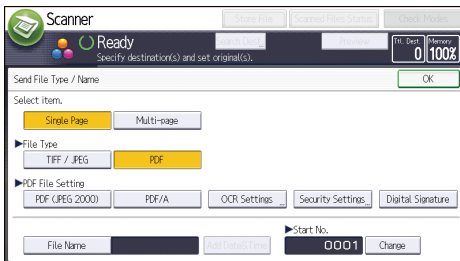 Scanner Store File Scanned Files Status Check Modes
Ready Search Dest. Preview Ttl. Dest. Memory
Specify destination(s) and set original(s). 0 100%
Send File Type / Name OK
Select item.
Single Page Multi-page
►File Type
TIFF / JPEG PDF
►PDF File Setting
PDF (JPEG 2000) PDF/A OCR Settings Security Settings Digital Signature
►Start No.
File Name Add Date&Time 0001 Change